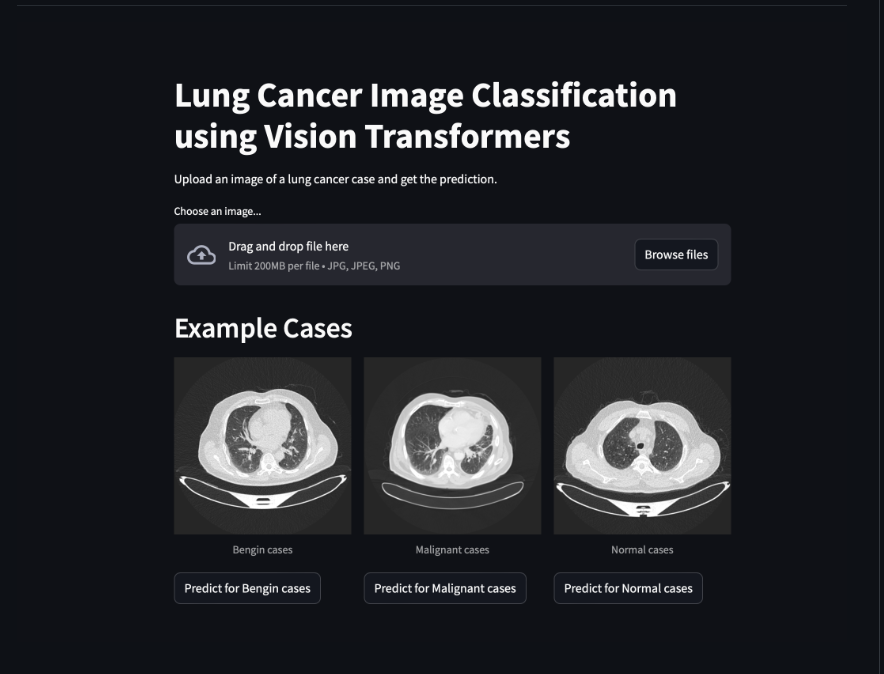 Lung Cancer Image Classification
using Vision Transformers
Upload an image of a lung cancer case and get the prediction.
Choose an image...
Drag and drop file here
Limit 200MB per file • JPG, JPEG, PNG
Browse files
Example Cases
Bengin cases
Malignant cases
Normal cases
Predict for Bengin cases
Predict for Malignant cases
Predict for Normal cases